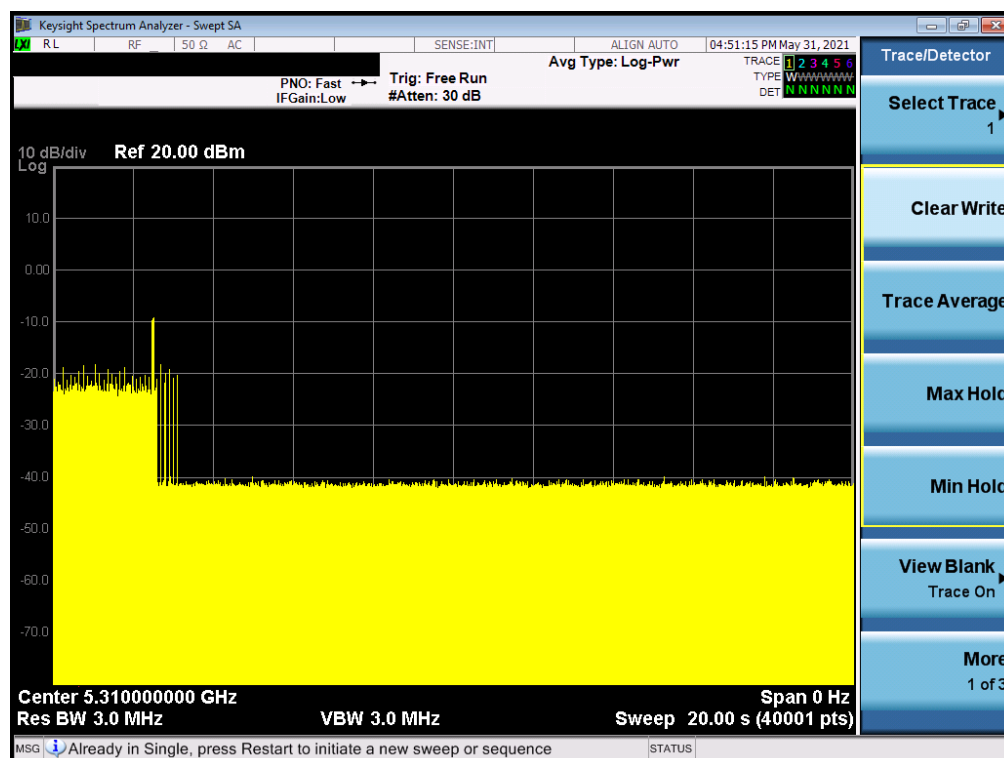 Keysight Spectrum Analyzer - Swept SA
LXI RL RF 50 Ω AC SENSE:INT ALIGN AUTO 04:51:15 PM May 31, 2021
PNO: Fast
IFGain:Low
Trig: Free Run
#Atten: 30 dB
Avg Type: Log-Pwr
TRACE 1 2 3 4 5 6
TYPE WWWWWW
DET N N N N N N
10 dB/div
Log
Ref 20.00 dBm
10.0
0.00
-10.0
-20.0
-30.0
-40.0
-50.0
-60.0
-70.0
Center 5.310000000 GHz
Span 0 Hz
Res BW 3.0 MHz
VBW 3.0 MHz
Sweep 20.00 s (40001 pts)
MSG Already in Single, press Restart to initiate a new sweep or sequence
STATUS
Trace/Detector
Select Trace
1
Clear Write
Trace Average
Max Hold
Min Hold
View Blank
Trace On
More
1 of 3